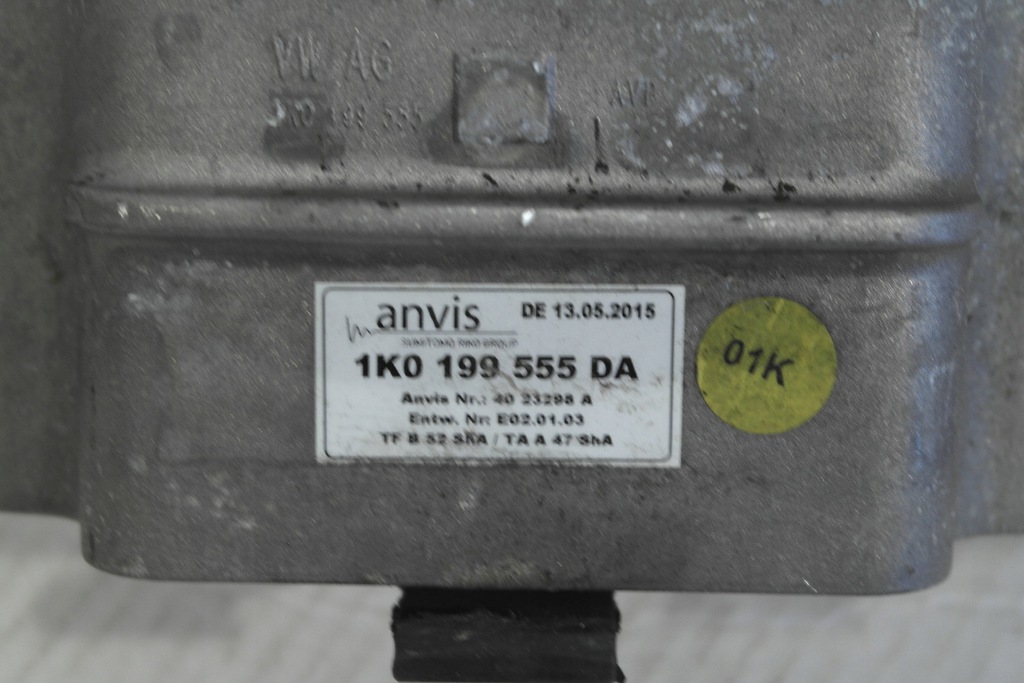 VW AG
1K0 199 555
AVP
anvis
DE 13.05.2015
SUMITOMO RIKO GROUP
1K0 199 555 DA
Anvis Nr.: 40 23298 A
Entw. Nr: E02.01.03
TF B 52 ShA / TA A 47 ShA
01K